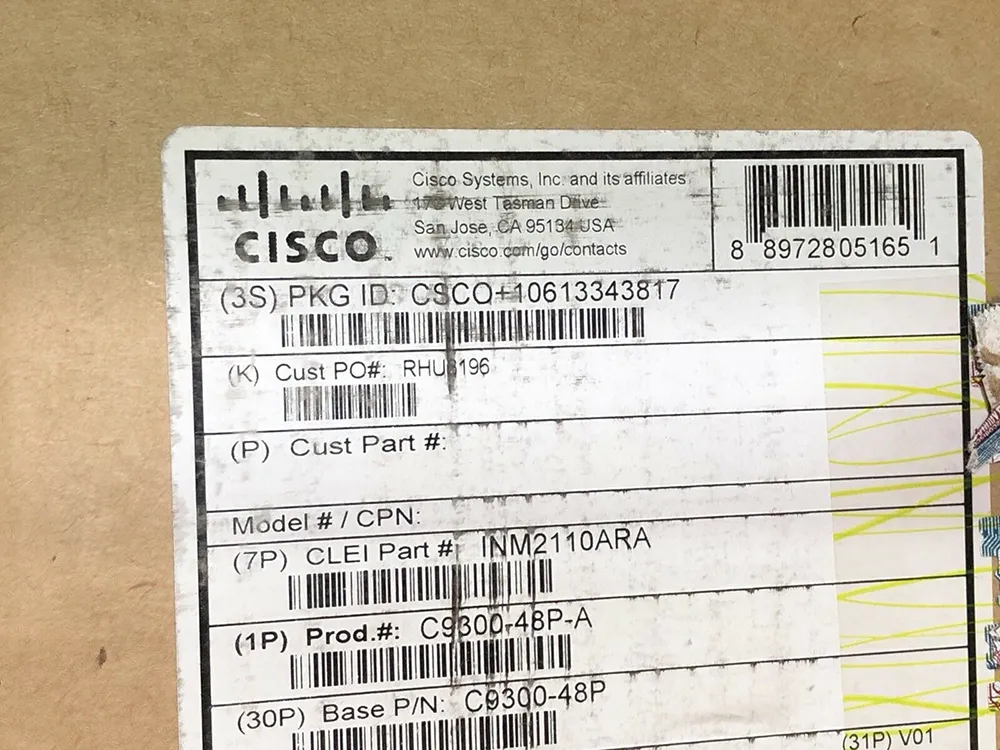 CISCO
Cisco Systems, Inc. and its affiliates
West Tasman Drive
San Jose, CA 95134 USA
www.cisco.com/go/contacts
8 8972805165 1
(3S) PKG ID: CSCO+10613343817
(K) Cust PO#: RHU6196
(P) Cust Part #:
Model # / CPN:
(7P) CLEI Part # INM2110ARA
(1P) Prod.#: C9300-48P-A
(30P) Base P/N: C9300-48P
(31P) V01